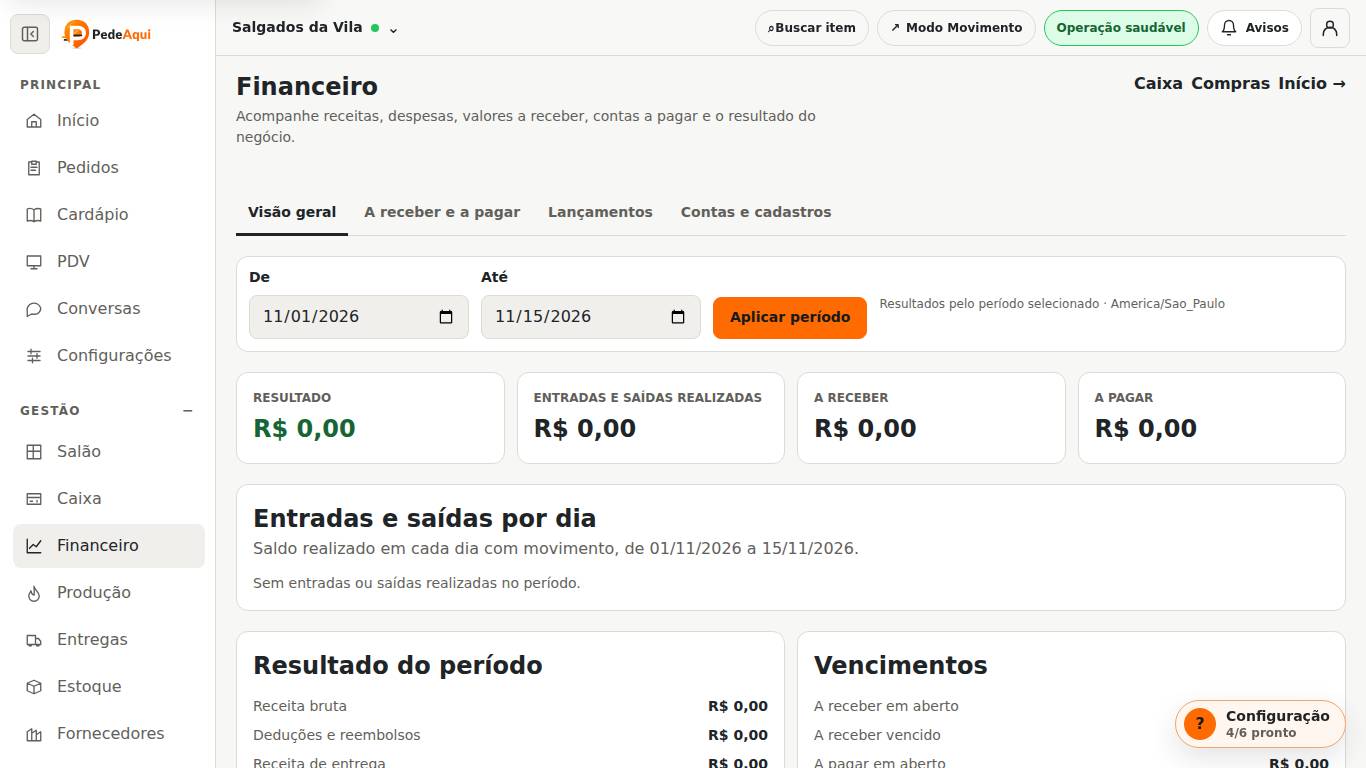 PedeAqui
Salgados da Vila
Buscar item
↗ Modo Movimento
Operação saudável
Avisos
PRINCIPAL
Início
Pedidos
Cardápio
PDV
Conversas
Configurações
GESTÃO −
Salão
Caixa
Financeiro
Produção
Entregas
Estoque
Fornecedores
Financeiro
Caixa Compras Início →
Acompanhe receitas, despesas, valores a receber, contas a pagar e o resultado do
negócio.
Visão geral A receber e a pagar Lançamentos Contas e cadastros
De Até
11/01/2026 11/15/2026 Aplicar período Resultados pelo período selecionado · America/Sao_Paulo
RESULTADO
R$ 0,00
ENTRADAS E SAÍDAS REALIZADAS
R$ 0,00
A RECEBER
R$ 0,00
A PAGAR
R$ 0,00
Entradas e saídas por dia
Saldo realizado em cada dia com movimento, de 01/11/2026 a 15/11/2026.
Sem entradas ou saídas realizadas no período.
Resultado do período
Receita bruta R$ 0,00
Deduções e reembolsos R$ 0,00
Receita de entrega R$ 0,00
Vencimentos
A receber em aberto
A receber vencido
A pagar em aberto R$ 0,00
? Configuração
4/6 pronto